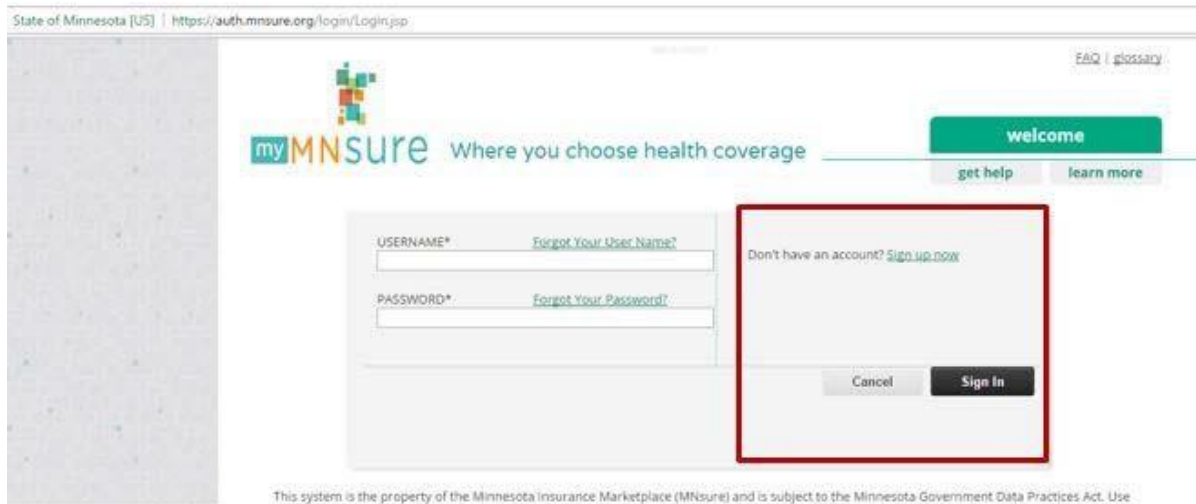 State of Minnesota [US] | https://auth.mnsure.org/login/Login.jsp
FAQ | glossary
myMNsure Where you choose health coverage
welcome
get help learn more
USERNAME* Forgot Your User Name?
Don't have an account? Sign up now
PASSWORD* Forgot Your Password?
Cancel Sign In
This system is the property of the Minnesota Insurance Marketplace (MNsure) and is subject to the Minnesota Government Data Practices Act. Use